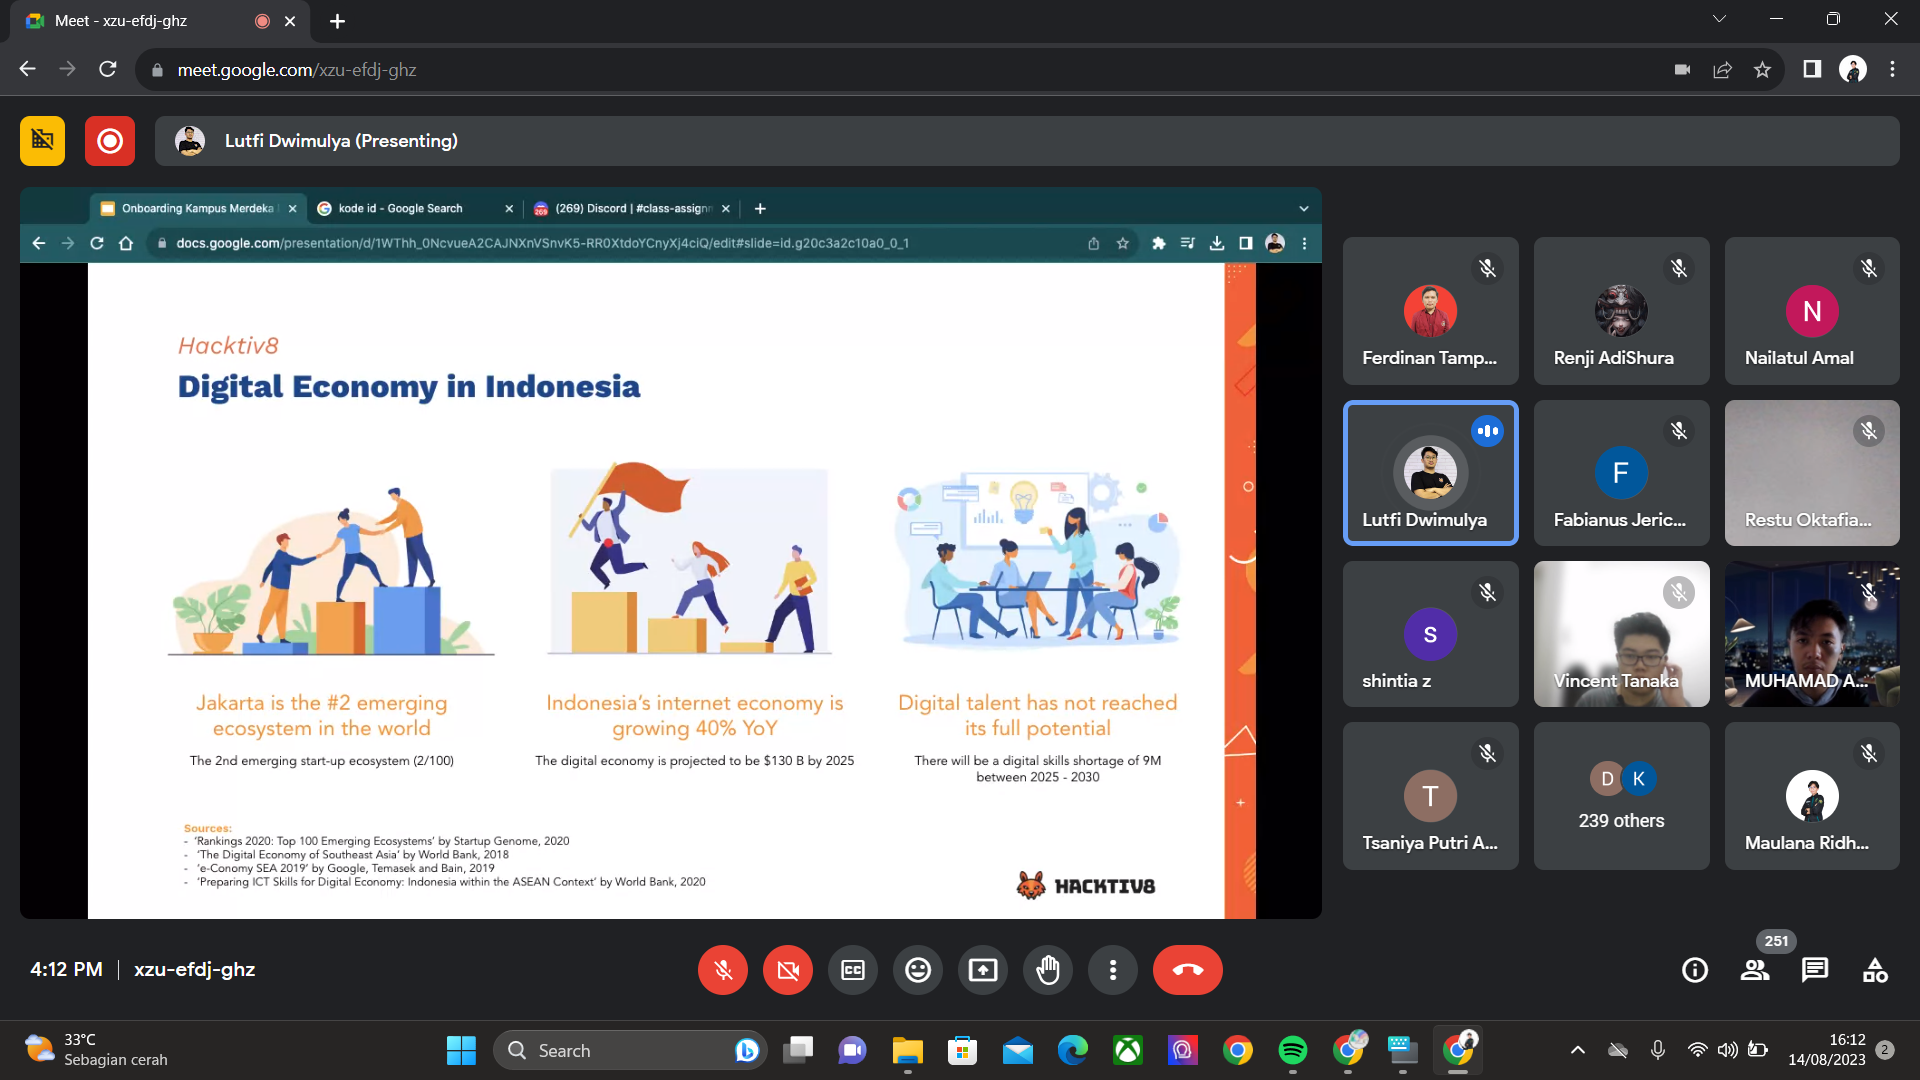 Meet - xzu-efdj-ghz
meet.google.com/xzu-efdj-ghz
Lutfi Dwimulya (Presenting)
Onboarding Kampus Merdeka
kode id - Google Search
(269) Discord | #class-assignm
docs.google.com/presentation/d/1WThh_0NcvueA2CAJNXnVSnvK5-RR0XtdoYCnyXj4ciQ/edit#slide=id.g20c3a2c10a0_0_1
Hacktiv8
Digital Economy in Indonesia
Jakarta is the #2 emerging
ecosystem in the world
The 2nd emerging start-up ecosystem (2/100)
Indonesia's internet economy is
growing 40% YoY
The digital economy is projected to be $130 B by 2025
Digital talent has not reached
its full potential
There will be a digital skills shortage of 9M
between 2025 - 2030
Sources:
- 'Rankings 2020: Top 100 Emerging Ecosystems' by Startup Genome, 2020
- 'The Digital Economy of Southeast Asia' by World Bank, 2018
- 'e-Conomy SEA 2019' by Google, Temasek and Bain, 2019
- 'Preparing ICT Skills for Digital Economy: Indonesia within the ASEAN Context' by World Bank, 2020
HACKTIV8
Ferdinan Tamp...
Renji AdiShura
N
Nailatul Amal
Lutfi Dwimulya
F
Fabianus Jeric...
Restu Oktafia...
s
shintia z
Vincent Tanaka
MUHAMAD A...
T
Tsaniya Putri A...
D K
239 others
Maulana Ridh...
4:12 PM | xzu-efdj-ghz
CC
251
33°C
Sebagian cerah
Search
16:12
14/08/2023
2